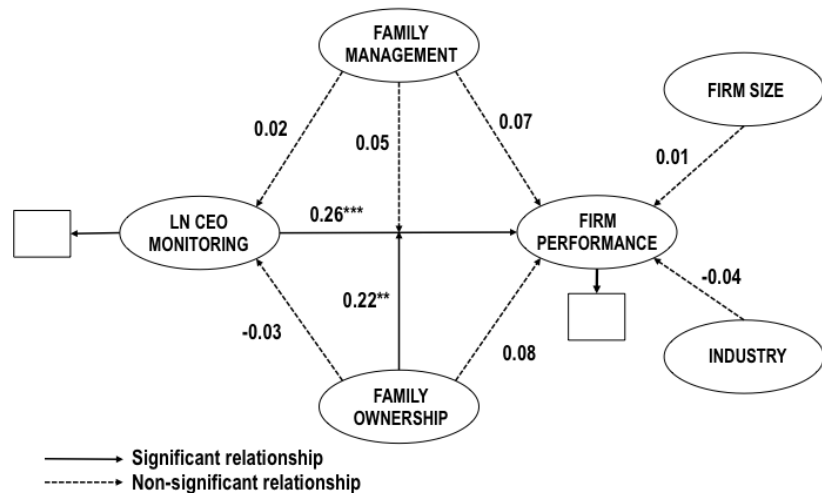 FAMILY
MANAGEMENT
FIRM SIZE
0.02
0.05
0.07
0.01
LN CEO
MONITORING
0.26***
FIRM
PERFORMANCE
-0.04
0.22**
-0.03
0.08
INDUSTRY
FAMILY
OWNERSHIP
Significant relationship
Non-significant relationship